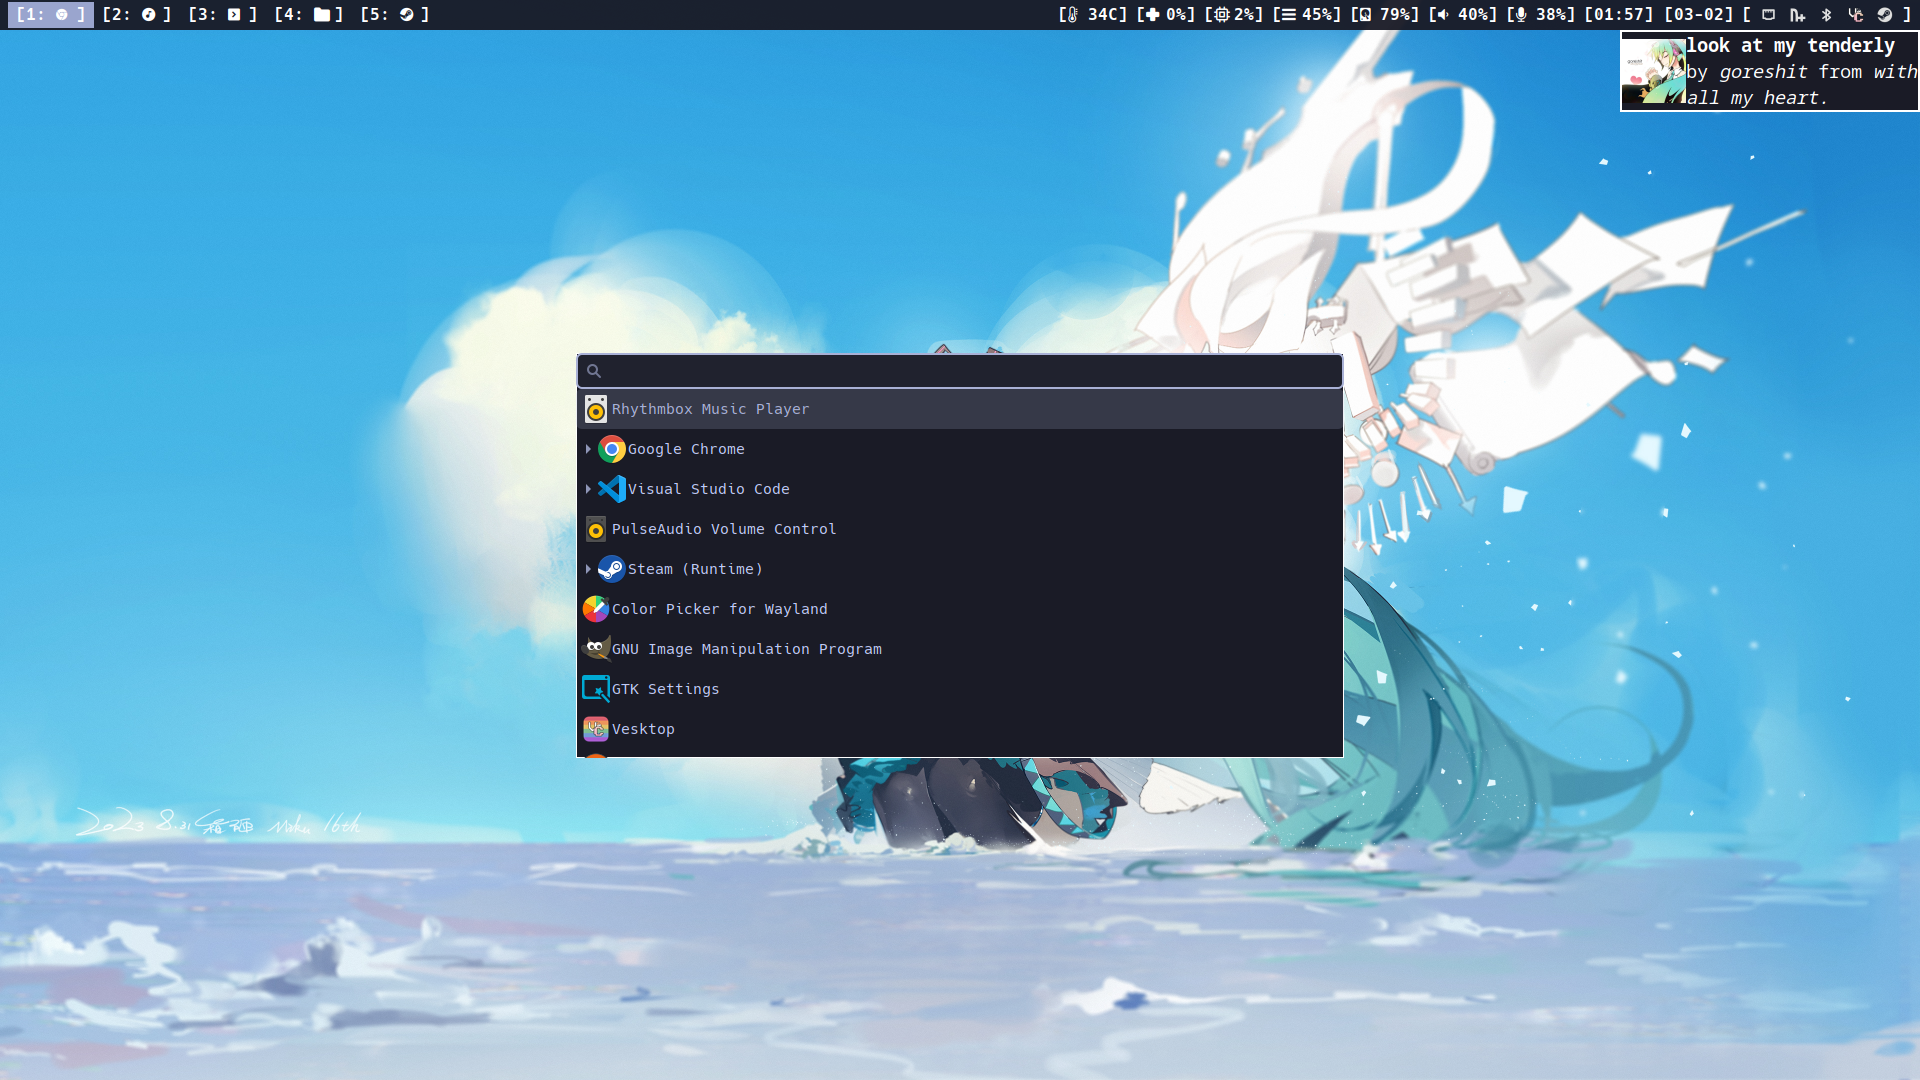 [1: ] [2: ] [3: ] [4: ] [5: ] [ 34C] [ 0%] [ 2%] [ 45%] [ 79%] [ 40%] [ 38%] [01:57] [03-02] [ ]
look at my tenderly
by goreshit from with
all my heart.
Rhythmbox Music Player
Google Chrome
Visual Studio Code
PulseAudio Volume Control
Steam (Runtime)
Color Picker for Wayland
GNU Image Manipulation Program
GTK Settings
Vesktop
2023 8.31 Miku 16th